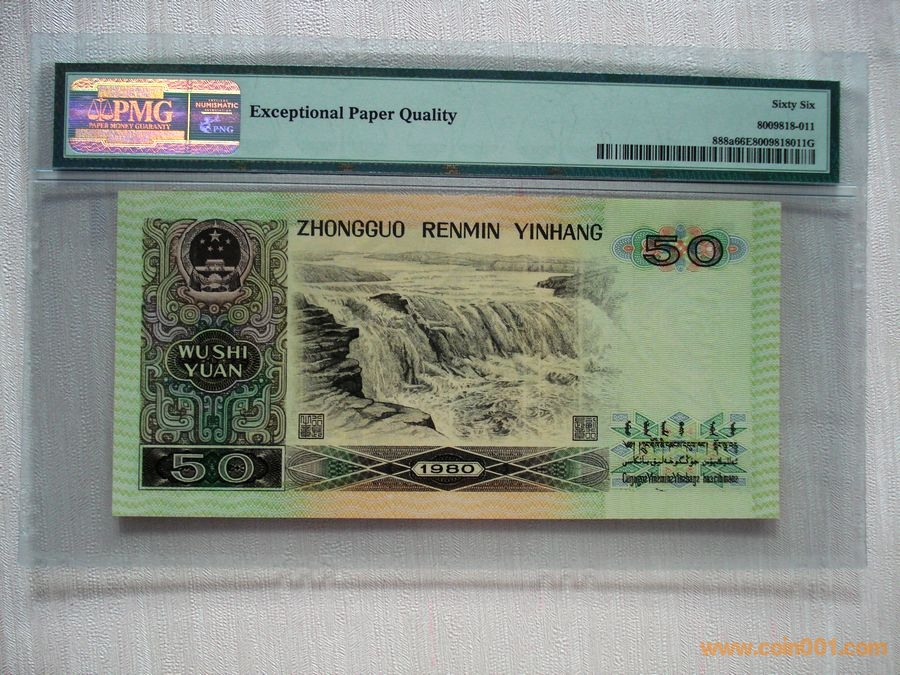 PMG
PAPER MONEY GUARANTY
NUMISMATIC
PNG
Exceptional Paper Quality
Sixty Six
8009818-011
888a66E8009818011G
ZHONGGUO RENMIN YINHANG
50
WU SHI
YUAN
50
1980
www.coin001.com